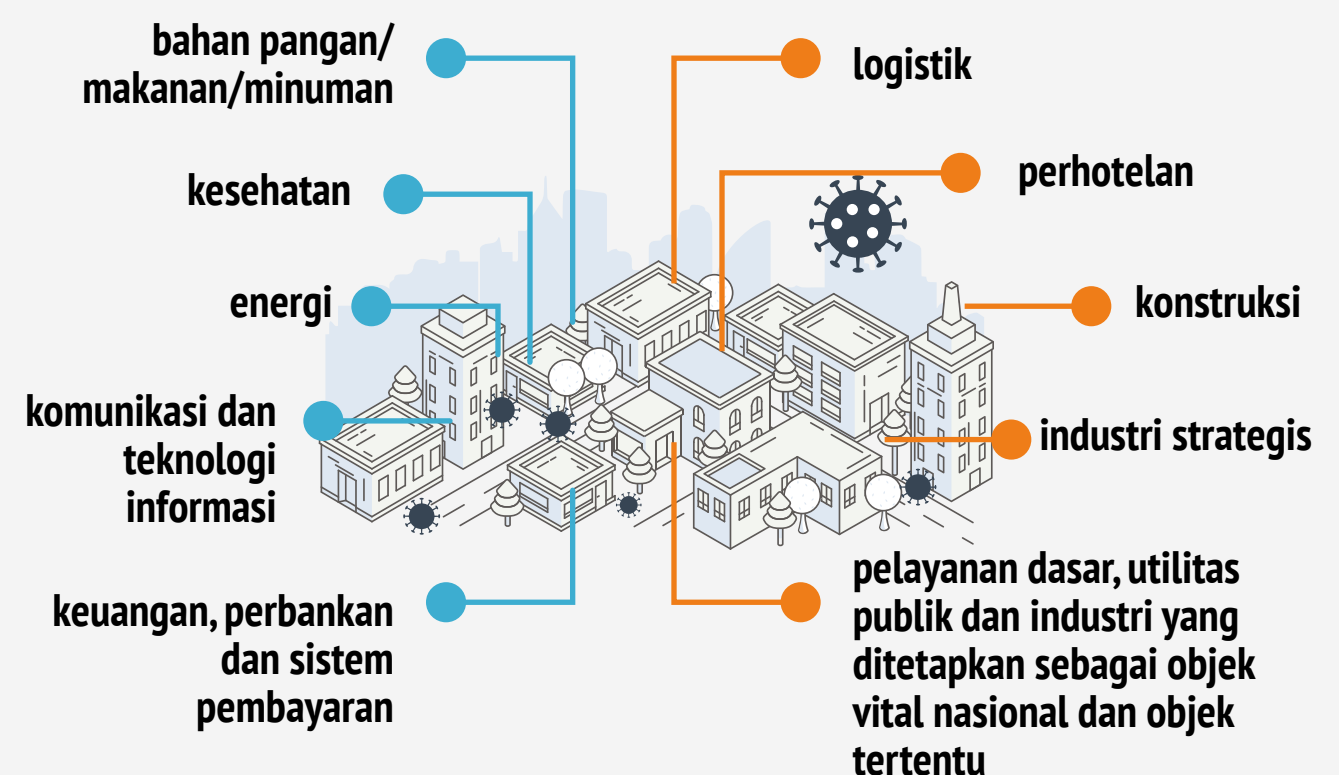 bahan pangan/
makanan/minuman
kesehatan
energi
komunikasi dan
teknologi
informasi
keuangan, perbankan
dan sistem
pembayaran
logistik
perhotelan
konstruksi
industri strategis
pelayanan dasar, utilitas
publik dan industri yang
ditetapkan sebagai objek
vital nasional dan objek
tertentu